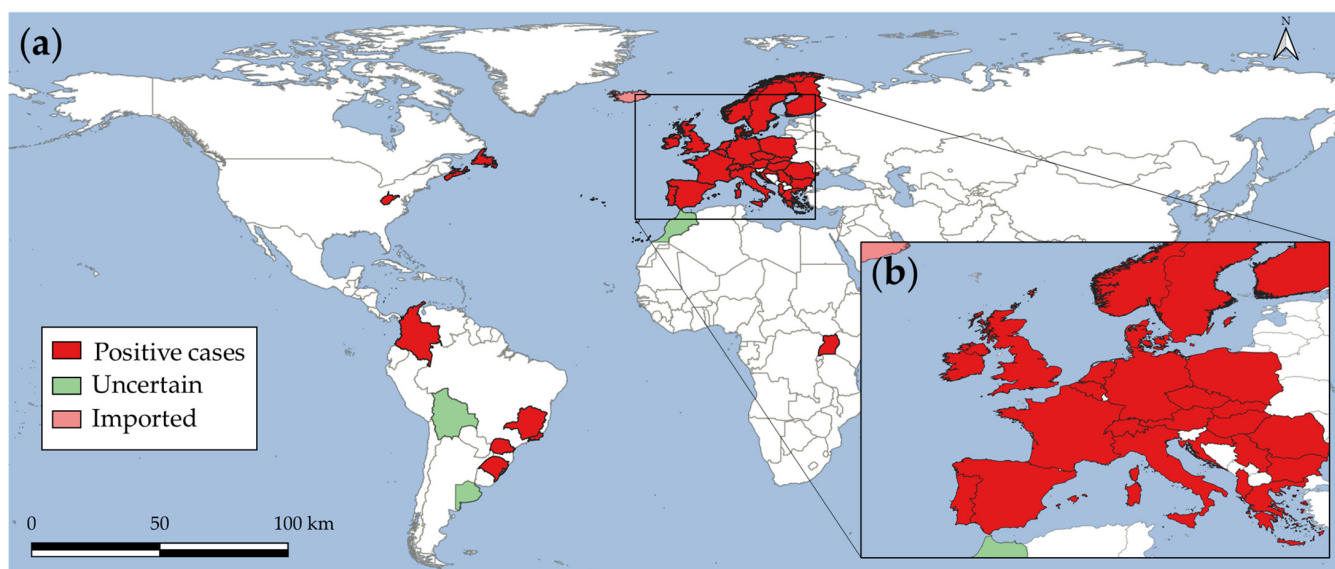 (a)
N
(b)
Positive cases
Uncertain
Imported
0 50 100 km